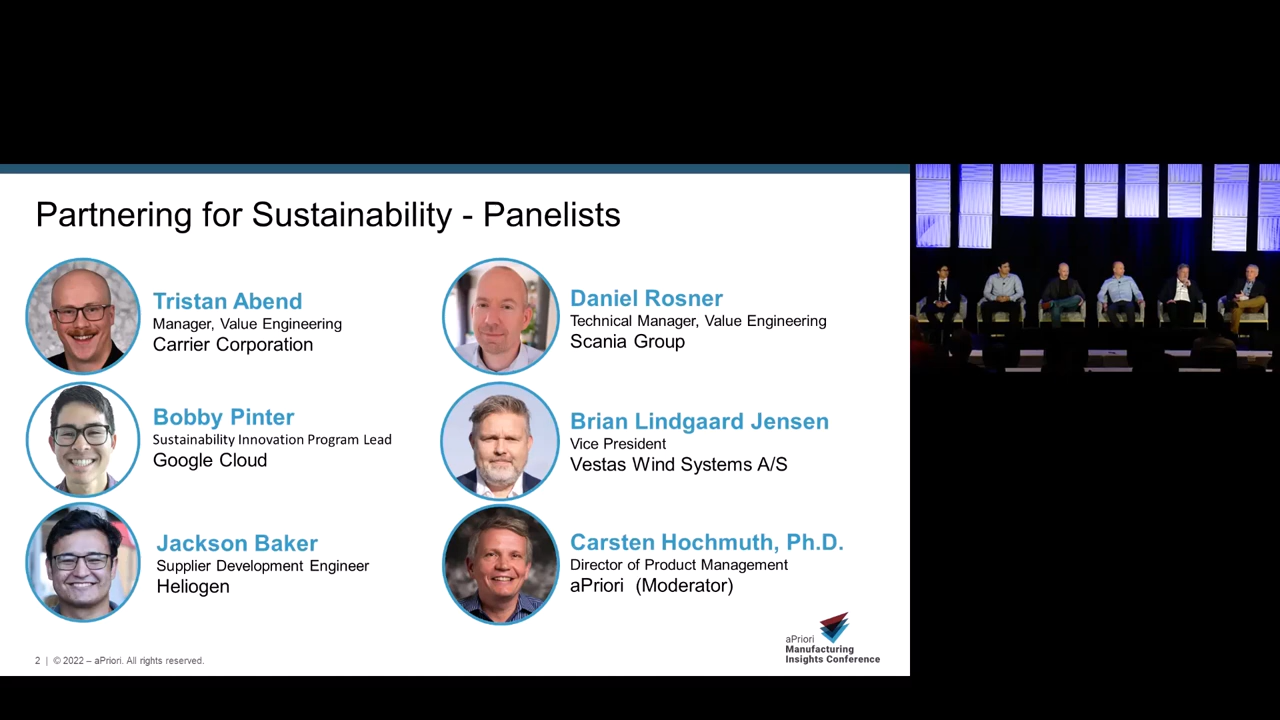 Partnering for Sustainability - Panelists
Tristan Abend
Manager, Value Engineering
Carrier Corporation
Bobby Pinter
Sustainability Innovation Program Lead
Google Cloud
Jackson Baker
Supplier Development Engineer
Heliogen
Daniel Rosner
Technical Manager, Value Engineering
Scania Group
Brian Lindgaard Jensen
Vice President
Vestas Wind Systems A/S
Carsten Hochmuth, Ph.D.
Director of Product Management
aPriori (Moderator)
2 | © 2022 – aPriori. All rights reserved.
aPriori
Manufacturing
Insights Conference